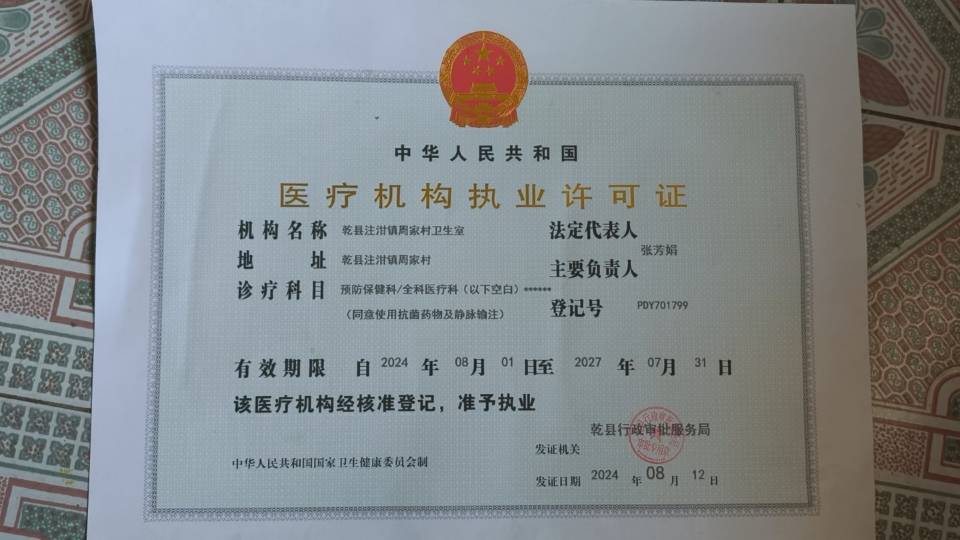 中华人民共和国
医疗机构执业许可证
机构名称 乾县注泔镇周家村卫生室
法定代表人
地址 乾县注泔镇周家村
张芳娟
主要负责人
诊疗科目 预防保健科/全科医疗科（以下空白）******
（同意使用抗菌药物及静脉输注）
登记号 PDY701799
有效期限 自 2024 年 08月 01 日至 2027 年 07月 31 日
该医疗机构经核准登记，准予执业
乾县行政审批服务局
发证机关
中华人民共和国国家卫生健康委员会制
发证日期 2024 年 08 月 12 日